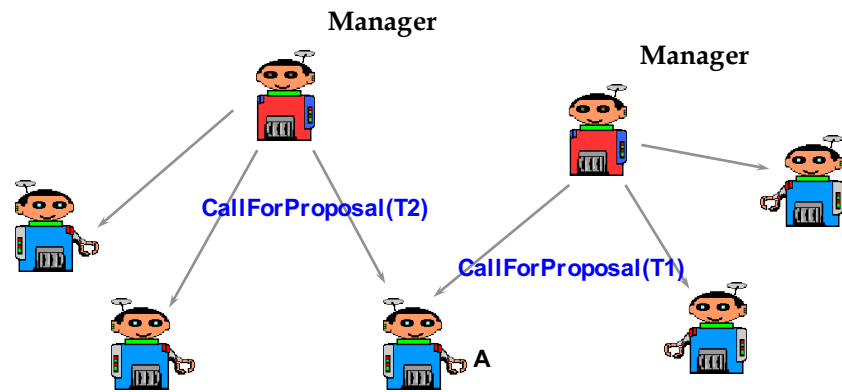 Manager
Manager
CallForProposal(T2)
CallForProposal(T1)
A